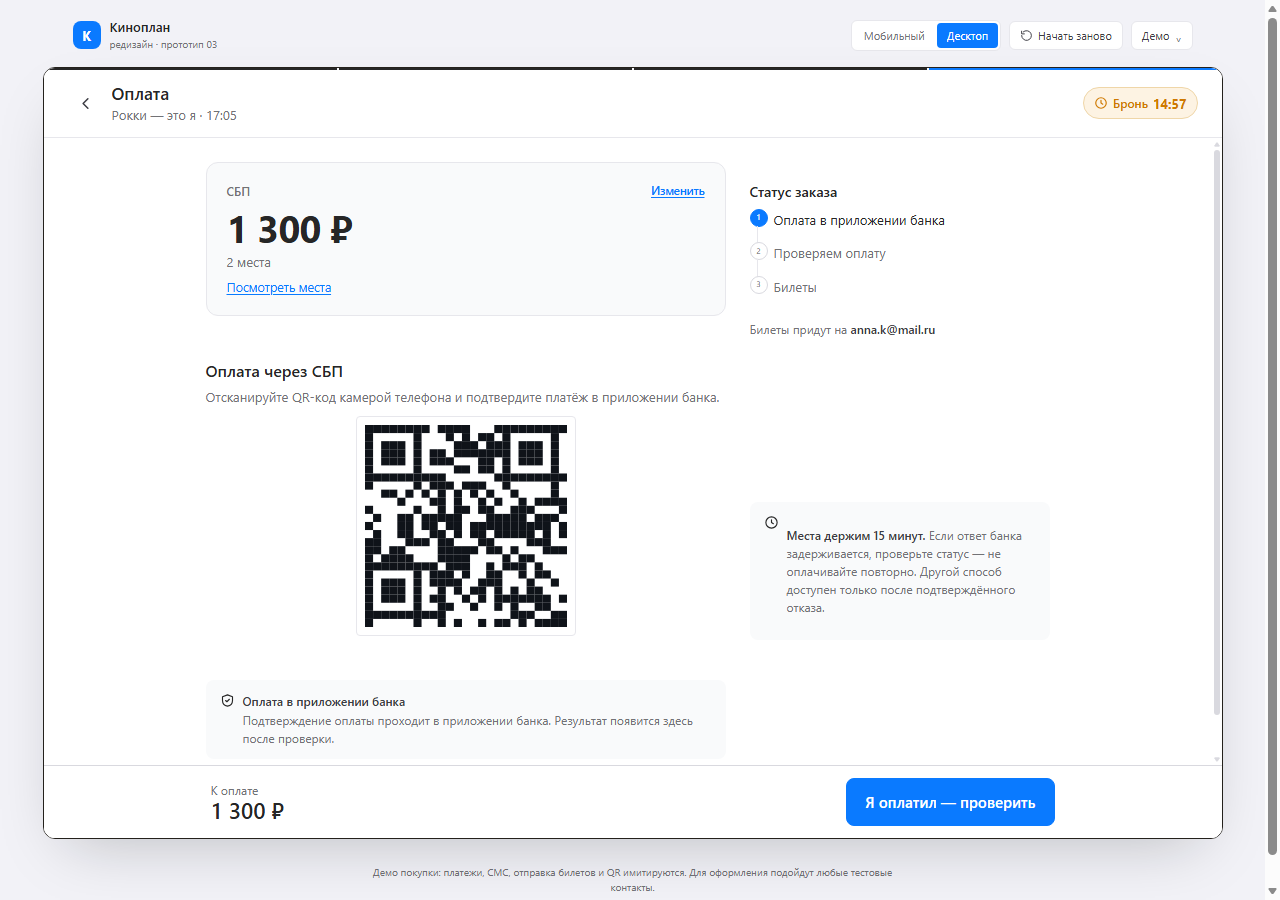 К
Киноплан
редизайн · прототип 03
Мобильный
Десктоп
Начать заново
Демо
Оплата
Рокки — это я · 17:05
Бронь 14:57
СБП
Изменить
1 300 ₽
2 места
Посмотреть места
Статус заказа
1
Оплата в приложении банка
2
Проверяем оплату
3
Билеты
Билеты придут на anna.k@mail.ru
Оплата через СБП
Отсканируйте QR-код камерой телефона и подтвердите платёж в приложении банка.
Места держим 15 минут. Если ответ банка
задерживается, проверьте статус — не
оплачивайте повторно. Другой способ
доступен только после подтверждённого
отказа.
Оплата в приложении банка
Подтверждение оплаты проходит в приложении банка. Результат появится здесь
после проверки.
К оплате
1 300 ₽
Я оплатил — проверить
Демо покупки: платежи, СМС, отправка билетов и QR имитируются. Для оформления подойдут любые тестовые
контакты.